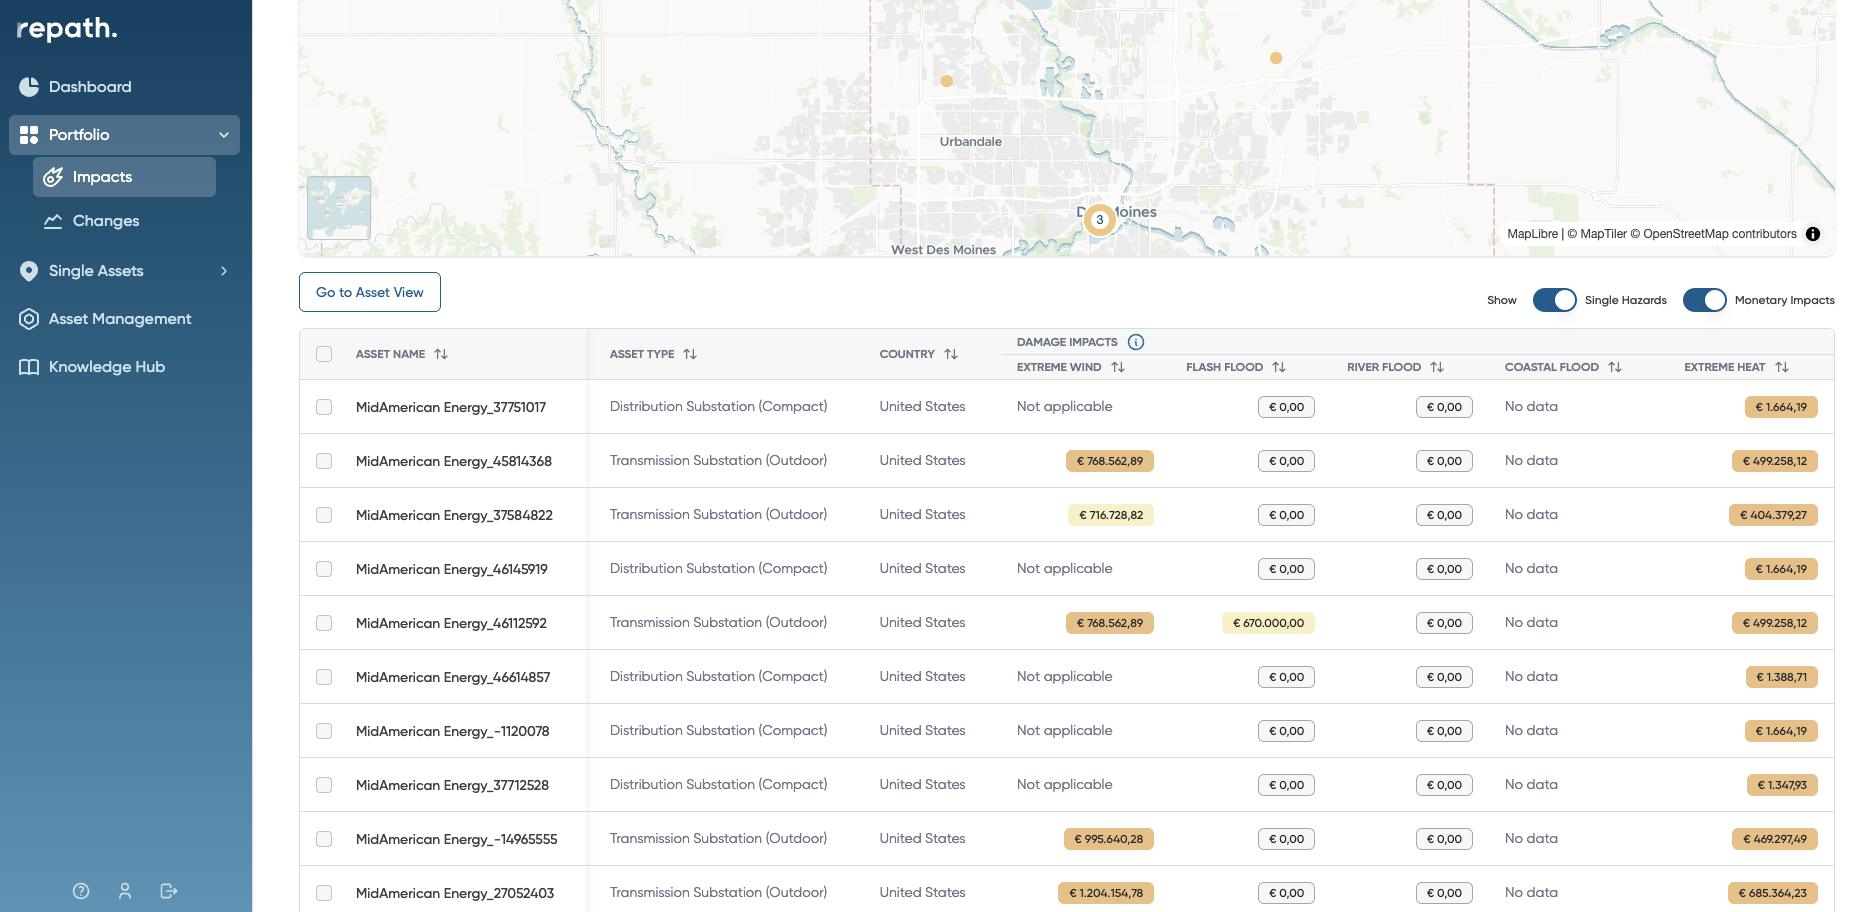 repath.
Dashboard
Portfolio
Impacts
Changes
Single Assets
Asset Management
Knowledge Hub
Urbandale
Des Moines
3
West Des Moines
MapLibre | © MapTiler © OpenStreetMap contributors
Go to Asset View
Show Single Hazards Monetary Impacts
DAMAGE IMPACTS
ASSET NAME ASSET TYPE COUNTRY EXTREME WIND FLASH FLOOD RIVER FLOOD COASTAL FLOOD EXTREME HEAT
MidAmerican Energy_37751017 Distribution Substation (Compact) United States Not applicable € 0,00 € 0,00 No data € 1.664,19
MidAmerican Energy_45814368 Transmission Substation (Outdoor) United States € 768.562,89 € 0,00 € 0,00 No data € 499.258,12
MidAmerican Energy_37584822 Transmission Substation (Outdoor) United States € 716.728,82 € 0,00 € 0,00 No data € 404.379,27
MidAmerican Energy_46145919 Distribution Substation (Compact) United States Not applicable € 0,00 € 0,00 No data € 1.664,19
MidAmerican Energy_46112592 Transmission Substation (Outdoor) United States € 768.562,89 € 670.000,00 € 0,00 No data € 499.258,12
MidAmerican Energy_46614857 Distribution Substation (Compact) United States Not applicable € 0,00 € 0,00 No data € 1.388,71
MidAmerican Energy_-1120078 Distribution Substation (Compact) United States Not applicable € 0,00 € 0,00 No data € 1.664,19
MidAmerican Energy_37712528 Distribution Substation (Compact) United States Not applicable € 0,00 € 0,00 No data € 1.347,93
MidAmerican Energy_-14965555 Transmission Substation (Outdoor) United States € 995.640,28 € 0,00 € 0,00 No data € 469.297,49
MidAmerican Energy_27052403 Transmission Substation (Outdoor) United States € 1.204.154,78 € 0,00 € 0,00 No data € 685.364,23